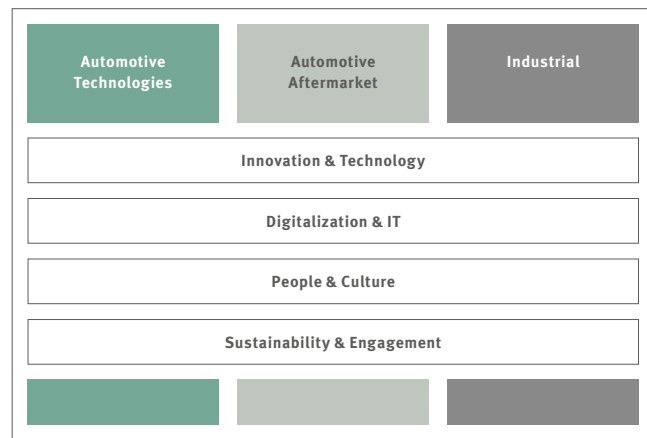 Automotive
Technologies
Automotive
Aftermarket
Industrial
Innovation & Technology
Digitalization & IT
People & Culture
Sustainability & Engagement